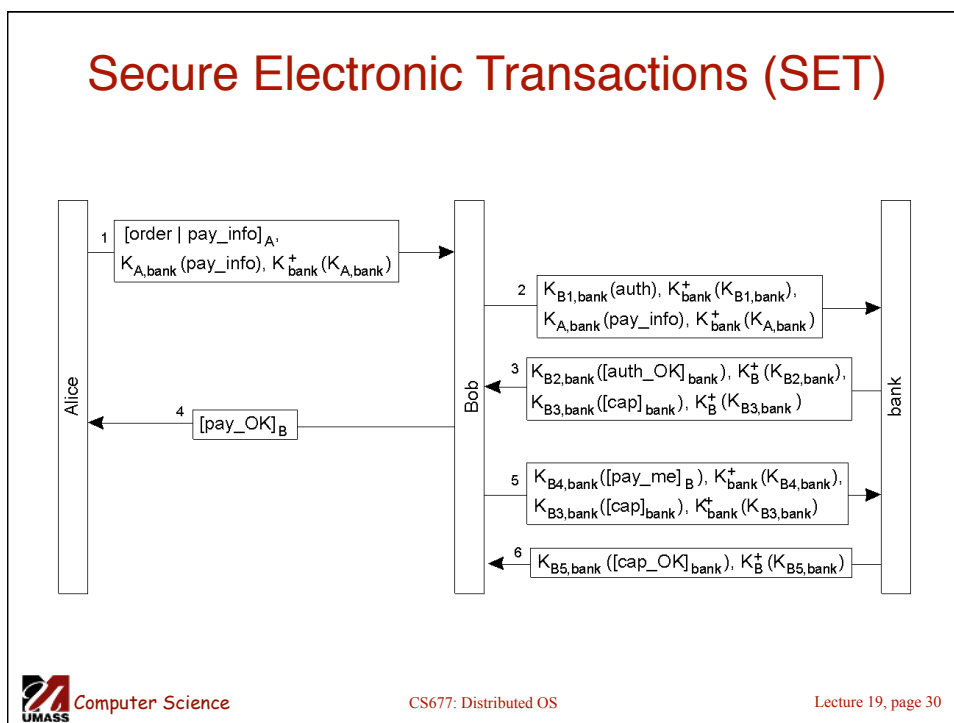 Secure Electronic Transactions (SET)
Alice
Bob
bank
1
[order | pay_info]A,
KA,bank(pay_info), K+bank(KA,bank)
2
KB1,bank(auth), K+bank(KB1,bank),
KA,bank(pay_info), K+bank(KA,bank)
3
KB2,bank([auth_OK]bank), K+B(KB2,bank),
KB3,bank([cap]bank), K+B(KB3,bank)
4
[pay_OK]B
5
KB4,bank([pay_me]B), K+bank(KB4,bank),
KB3,bank([cap]bank), K+bank(KB3,bank)
6
KB5,bank([cap_OK]bank), K+B(KB5,bank)
UMASS
Computer Science
CS677: Distributed OS
Lecture 19, page 30